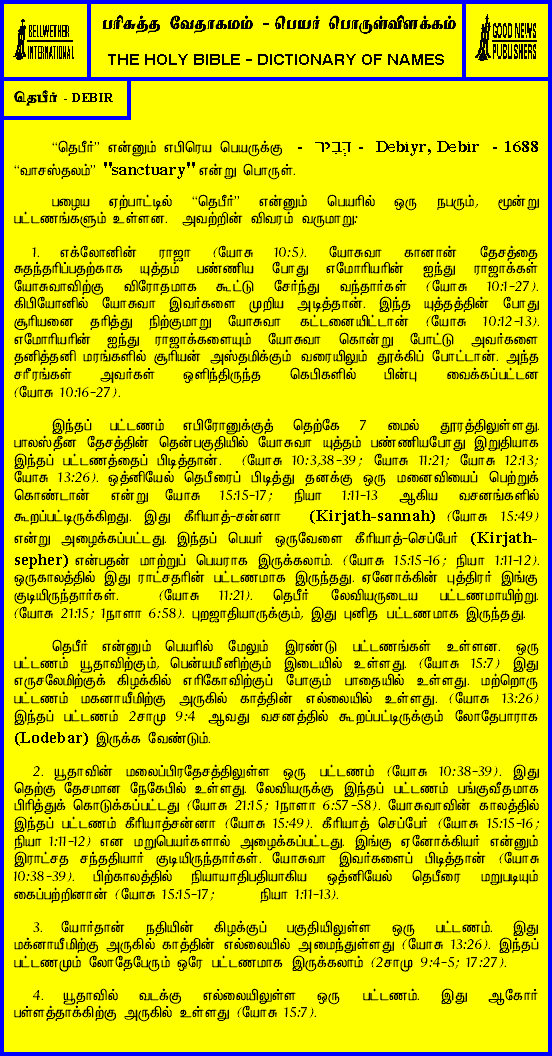 BELLWETHER
INTERNATIONAL
பரிசுத்த வேதாகமம் - பெயர் பொருள்விளக்கம்
THE HOLY BIBLE - DICTIONARY OF NAMES
GOOD NEWS
PUBLISHERS
தெபீர் - DEBIR
“தெபீர்” என்னும் எபிரெய பெயருக்கு - דְּבִיר - Debiyr, Debir - 1688
“வாசஸ்தலம்” "sanctuary" என்று பொருள்.
பழைய ஏற்பாட்டில் “தெபீர்” என்னும் பெயரில் ஒரு நபரும், மூன்று
பட்டணங்களும் உள்ளன. அவற்றின் விவரம் வருமாறு:
1. எக்லோனின் ராஜா (யோசு 10:5). யோசுவா கானான் தேசத்தை
சுதந்தரிப்பதற்காக யுத்தம் பண்ணிய போது எமோரியரின் ஐந்து ராஜாக்கள்
யோசுவாவிற்கு விரோதமாக கூட்டு சேர்ந்து வந்தார்கள் (யோசு 10:1-27).
கிபியோனில் யோசுவா இவர்களை முறிய அடித்தான். இந்த யுத்தத்தின் போது
சூரியனை தரித்து நிற்குமாறு யோசுவா கட்டளையிட்டான் (யோசு 10:12-13).
எமோரியரின் ஐந்து ராஜாக்களையும் யோசுவா கொன்று போட்டு அவர்களை
தனித்தனி மரங்களில் சூரியன் அஸ்தமிக்கும் வரையிலும் தூக்கிப் போட்டான். அந்த
சரீரங்கள் அவர்கள் ஒளிந்திருந்த கெபிகளில் பின்பு வைக்கப்பட்டன
(யோசு 10:16-27).
இந்தப் பட்டணம் எபிரோனுக்குத் தெற்கே 7 மைல் தூரத்திலுள்ளது.
பாலஸ்தீன தேசத்தின் தென்பகுதியில் யோசுவா யுத்தம் பண்ணியபோது இறுதியாக
இந்தப் பட்டணத்தைப் பிடித்தான். (யோசு 10:3,38-39; யோசு 11:21; யோசு 12:13;
யோசு 13:26). ஒத்னியேல் தெபீரைப் பிடித்து தனக்கு ஒரு மனைவியைப் பெற்றுக்
கொண்டான் என்று யோசு 15:15-17; நியா 1:11-13 ஆகிய வசனங்களில்
கூறப்பட்டிருக்கிறது. இது கீரியாத்-சன்னா (Kirjath-sannah) (யோசு 15:49)
என்று அழைக்கப்பட்டது. இந்தப் பெயர் ஒருவேளை கீரியாத்-செப்பேர் (Kirjath-
sepher) என்பதன் மாற்றுப் பெயராக இருக்கலாம். (யோசு 15:15-16; நியா 1:11-12).
ஒருகாலத்தில் இது ராட்சதரின் பட்டணமாக இருந்தது. ஏனோக்கின் புத்திரர் இங்கு
குடியிருந்தார்கள். (யோசு 11:21). தெபீர் லேவியருடைய பட்டணமாயிற்று.
(யோசு 21:15; 1நாளா 6:58). புறஜாதியாருக்கும், இது புனித பட்டணமாக இருந்தது.
தெபீர் என்னும் பெயரில் மேலும் இரண்டு பட்டணங்கள் உள்ளன. ஒரு
பட்டணம் யூதாவிற்கும், பென்யமீனிற்கும் இடையில் உள்ளது. (யோசு 15:7) இது
எருசலேமிற்குக் கிழக்கில் எரிகோவிற்குப் போகும் பாதையில் உள்ளது. மற்றொரு
பட்டணம் மகனாயீமிற்கு அருகில் காத்தின் எல்லையில் உள்ளது. (யோசு 13:26)
இந்தப் பட்டணம் 2சாமு 9:4 ஆவது வசனத்தில் கூறப்பட்டிருக்கும் லோதேபாராக
(Lodebar) இருக்க வேண்டும்.
2. யூதாவின் மலைப்பிரதேசத்திலுள்ள ஒரு பட்டணம் (யோசு 10:38-39). இது
தெற்கு தேசமான நேகேபில் உள்ளது. லேவியருக்கு இந்தப் பட்டணம் பங்குவீதமாக
பிரித்துக் கொடுக்கப்பட்டது (யோசு 21:15; 1நாளா 6:57-58). யோசுவாவின் காலத்தில்
இந்தப் பட்டணம் கீரியாத்சன்னா (யோசு 15:49). கீரியாத் செப்பேர் (யோசு 15:15-16;
நியா 1:11-12) என மறுபெயர்களால் அழைக்கப்பட்டது. இங்கு ஏனோக்கியர் என்னும்
இராட்சத சந்ததியார் குடியிருந்தார்கள். யோசுவா இவர்களைப் பிடித்தான் (யோசு
10:38-39). பிற்காலத்தில் நியாயாதிபதியாகிய ஒத்னியேல் தெபீரை மறுபடியும்
கைப்பற்றினான் (யோசு 15:15-17; நியா 1:11-13).
3. யோர்தான் நதியின் கிழக்குப் பகுதியிலுள்ள ஒரு பட்டணம். இது
மக்னாயீமிற்கு அருகில் காத்தின் எல்லையில் அமைந்துள்ளது (யோசு 13:26). இந்தப்
பட்டணமும் லோதேபேரும் ஒரே பட்டணமாக இருக்கலாம் (2சாமு 9:4-5; 17:27).
4. யூதாவில் வடக்கு எல்லையிலுள்ள ஒரு பட்டணம். இது ஆகோர்
பள்ளத்தாக்கிற்கு அருகில் உள்ளது (யோசு 15:7).